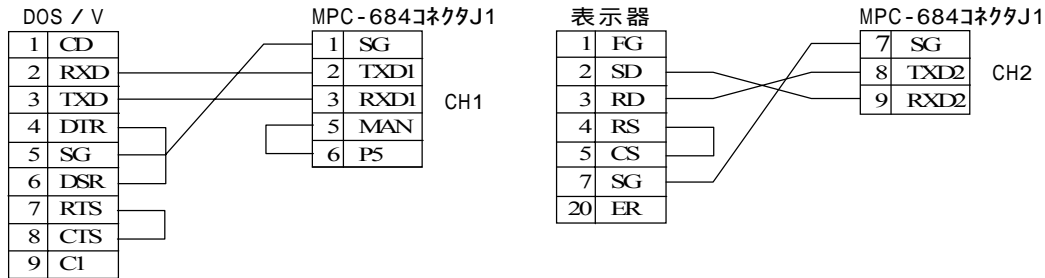 DOS / V
1 CD
2 RXD
3 TXD
4 DTR
5 SG
6 DSR
7 RTS
8 CTS
9 C1
MPC-684コネクタJ1
1 SG
2 TXD1
3 RXD1
5 MAN
6 P5
CH1
表示器
1 FG
2 SD
3 RD
4 RS
5 CS
7 SG
20 ER
MPC-684コネクタJ1
7 SG
8 TXD2
9 RXD2
CH2